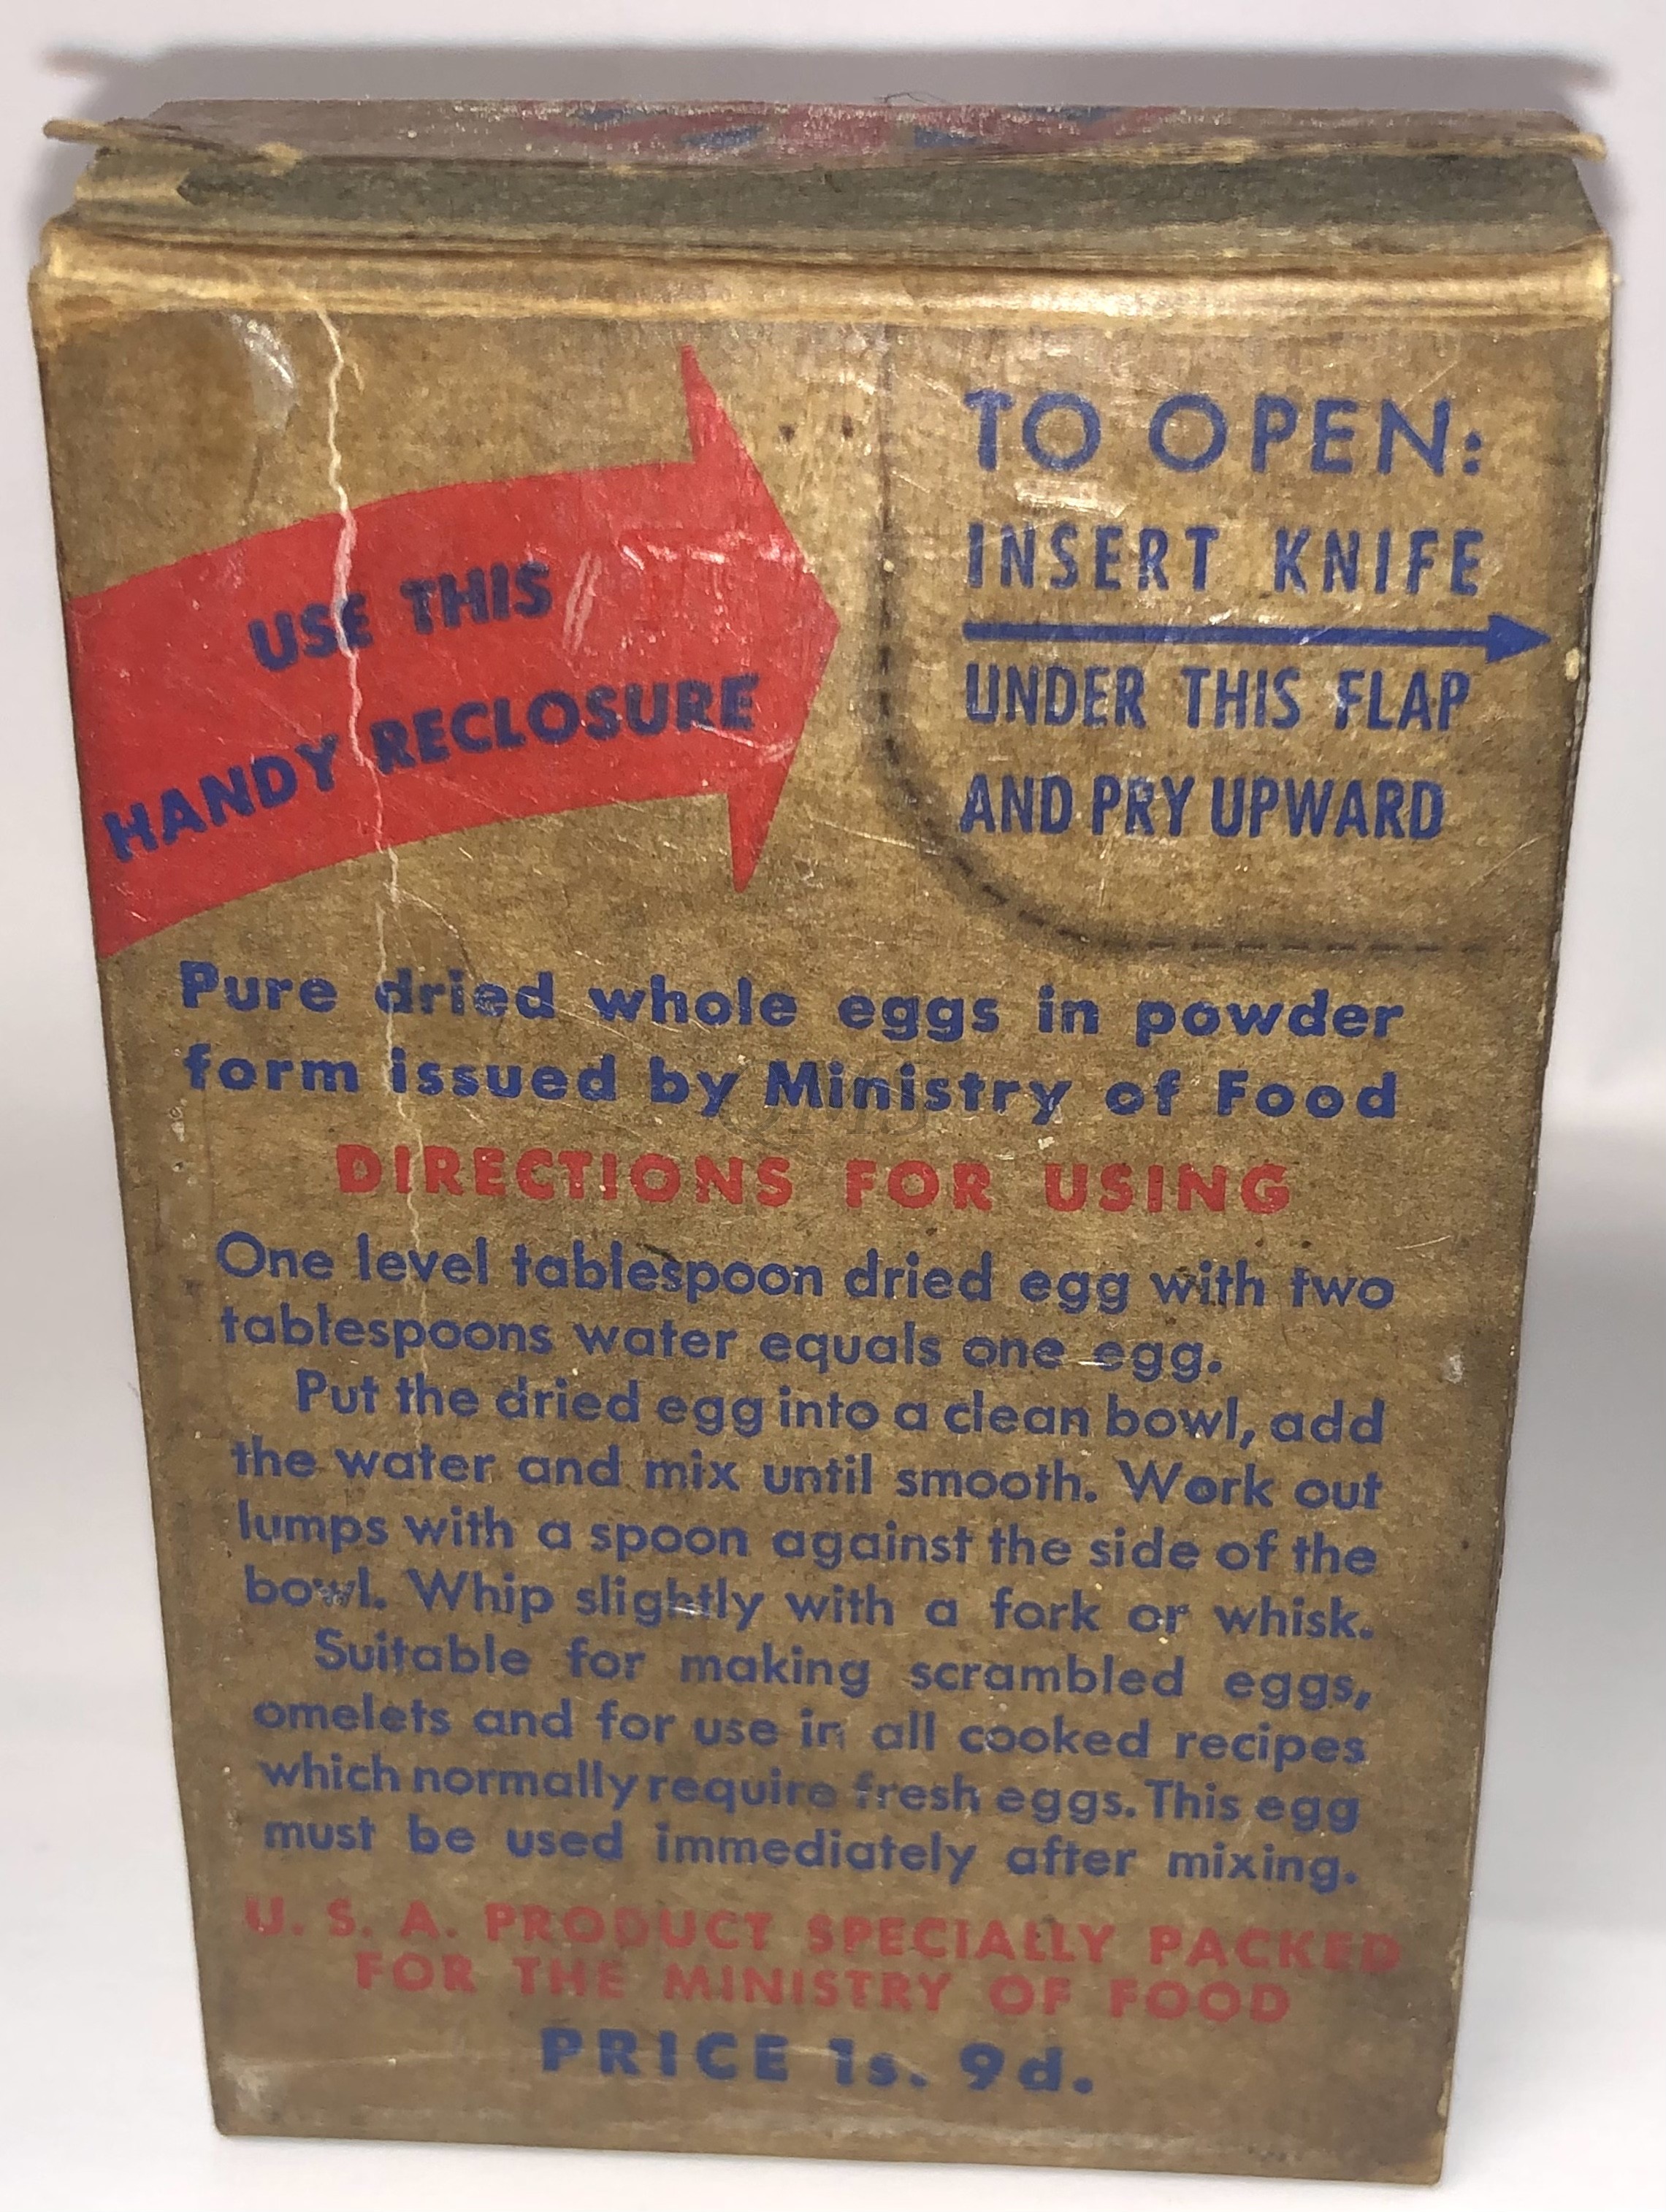 USE THIS
HANDY RECLOSURE
TO OPEN:
INSERT KNIFE
UNDER THIS FLAP
AND PRY UPWARD
Pure dried whole eggs in powder
form issued by Ministry of Food
DIRECTIONS FOR USING
One level tablespoon dried egg with two
tablespoons water equals one egg.
Put the dried egg into a clean bowl, add
the water and mix until smooth. Work out
lumps with a spoon against the side of the
bowl. Whip slightly with a fork or whisk.
Suitable for making scrambled eggs,
omelets and for use in all cooked recipes
which normally require fresh eggs. This egg
must be used immediately after mixing.
U. S. A. PRODUCT SPECIALLY PACKED
FOR THE MINISTRY OF FOOD
PRICE 1s. 9d.